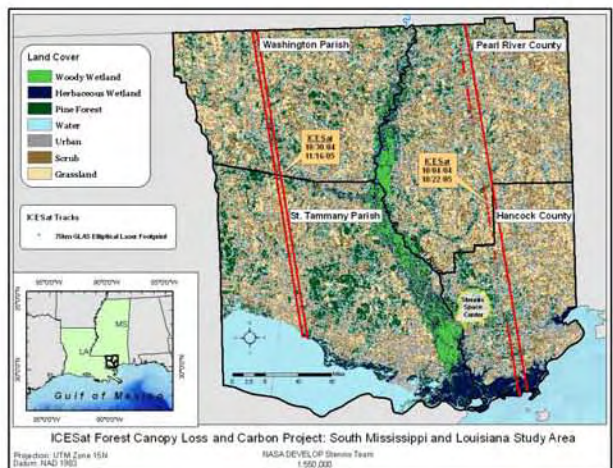 Washington Parish
Pearl River County
Land Cover
Woody Wetland
Herbaceous Wetland
Pine Forest
Water
Urban
Scrub
Grassland
ICESat
10/30/04
11/16/05
ICESat
10/04/04
10/22/05
St. Tammany Parish
Hancock County
ICESat Tracks
GLAS Elliptical Laser Footprint
Stennis
Space
Center
MS
LA
Gulf of Mexico
Miles
ICESat Forest Canopy Loss and Carbon Project: South Mississippi and Louisiana Study Area
Projection: UTM Zone 15N
Datum: NAD 1983
NASA DEVELOP Stennis Team
1:550,000